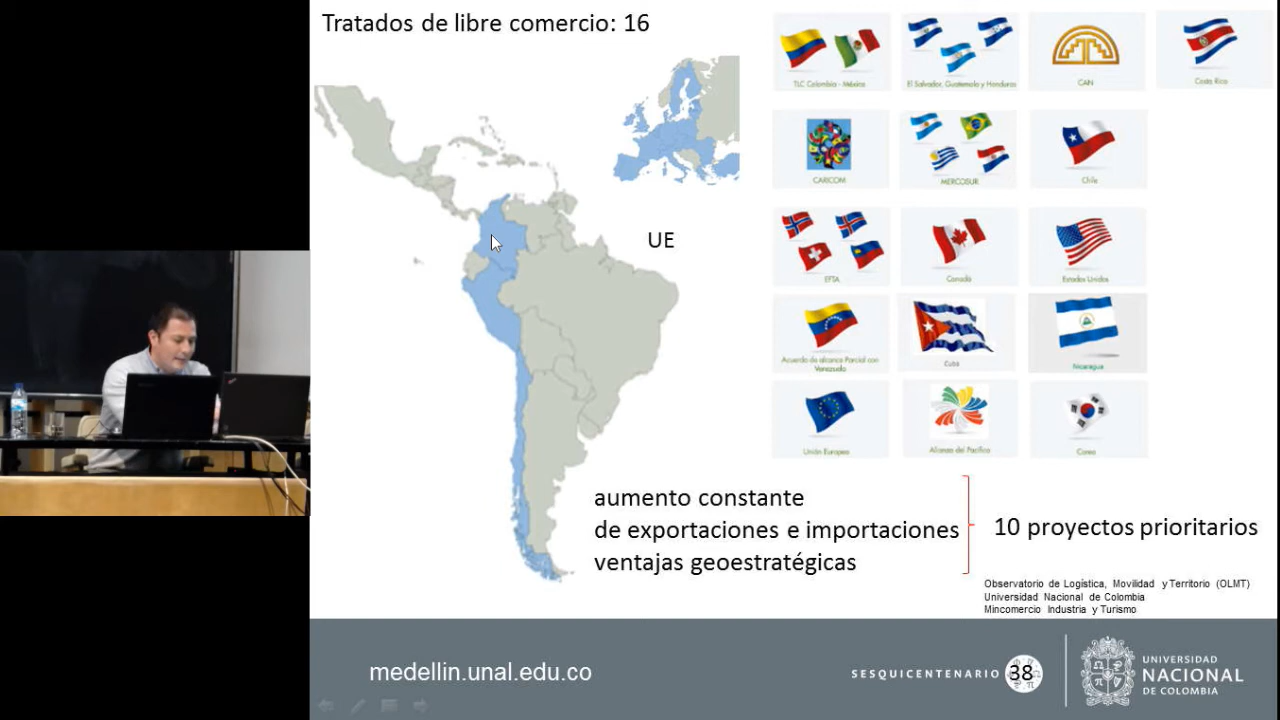 Tratados de libre comercio: 16
TLC Colombia - México
El Salvador, Guatemala y Honduras
CAN
Costa Rica
CARICOM
MERCOSUR
Chile
UE
EFTA
Canadá
Estados Unidos
Acuerdo de alcance Parcial con
Venezuela
Cuba
Nicaragua
Unión Europea
Alianza del Pacífico
Corea
aumento constante
de exportaciones e importaciones
ventajas geoestratégicas
10 proyectos prioritarios
Observatorio de Logística, Movilidad y Territorio (OLMT)
Universidad Nacional de Colombia
Mincomercio Industria y Turismo
medellin.unal.edu.co
SESQUICENTENARIO
38
UNIVERSIDAD
NACIONAL
DE COLOMBIA